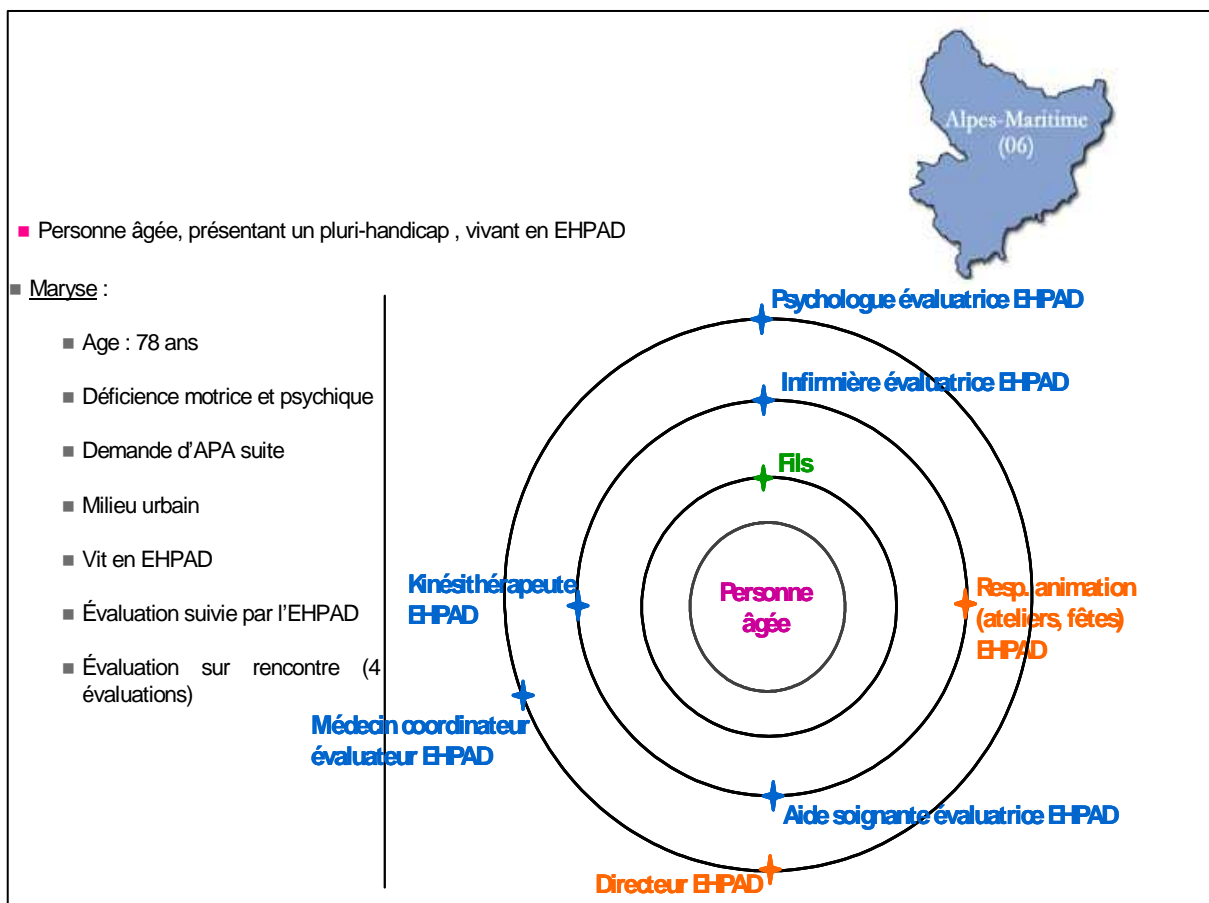 Alpes-Maritime
(06)
Personne âgée, présentant un pluri-handicap , vivant en EHPAD
Maryse :
Age : 78 ans
Déficience motrice et psychique
Demande d'APA suite
Milieu urbain
Vit en EHPAD
Évaluation suivie par l'EHPAD
Évaluation sur rencontre (4
évaluations)
Psychologue évaluatrice EHPAD
Infirmière évaluatrice EHPAD
Fils
Kinésithérapeute
EHPAD
Personne
âgée
Resp. animation
(ateliers, fêtes)
EHPAD
Médecin coordinateur
évaluateur EHPAD
Aide soignante évaluatrice EHPAD
Directeur EHPAD